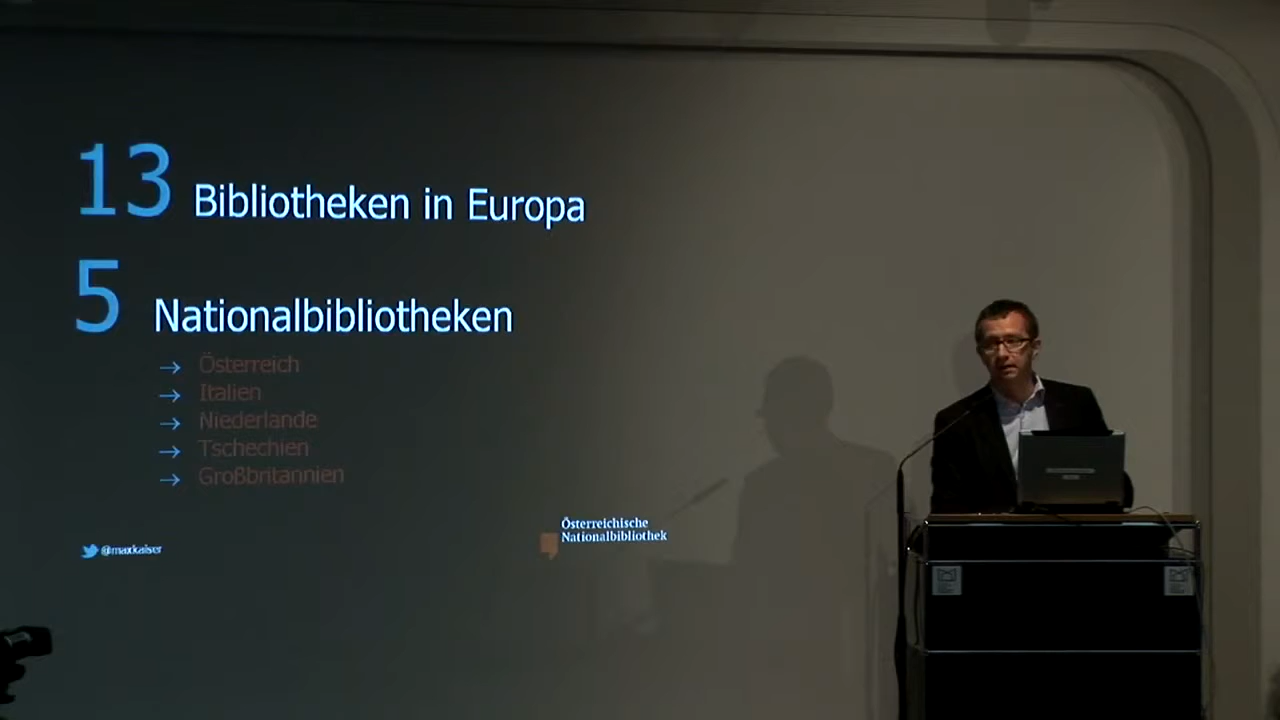 13 Bibliotheken in Europa
5 Nationalbibliotheken
→ Österreich
→ Italien
→ Niederlande
→ Tschechien
→ Großbritannien
@maxkaiser
Österreichische
Nationalbibliothek